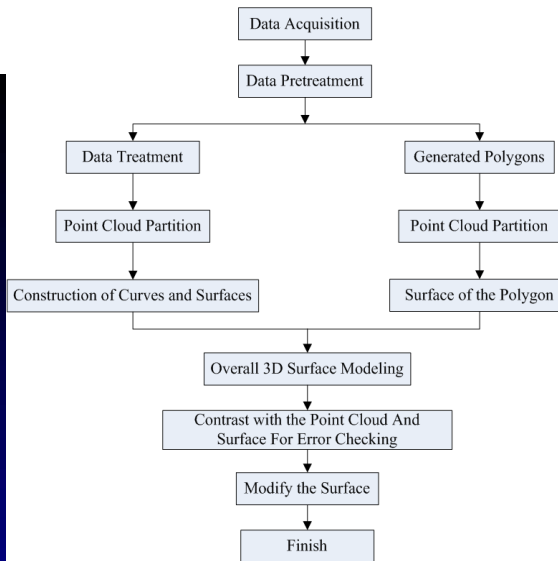 Data Acquisition
Data Pretreatment
Data Treatment
Generated Polygons
Point Cloud Partition
Point Cloud Partition
Construction of Curves and Surfaces
Surface of the Polygon
Overall 3D Surface Modeling
Contrast with the Point Cloud And
Surface For Error Checking
Modify the Surface
Finish